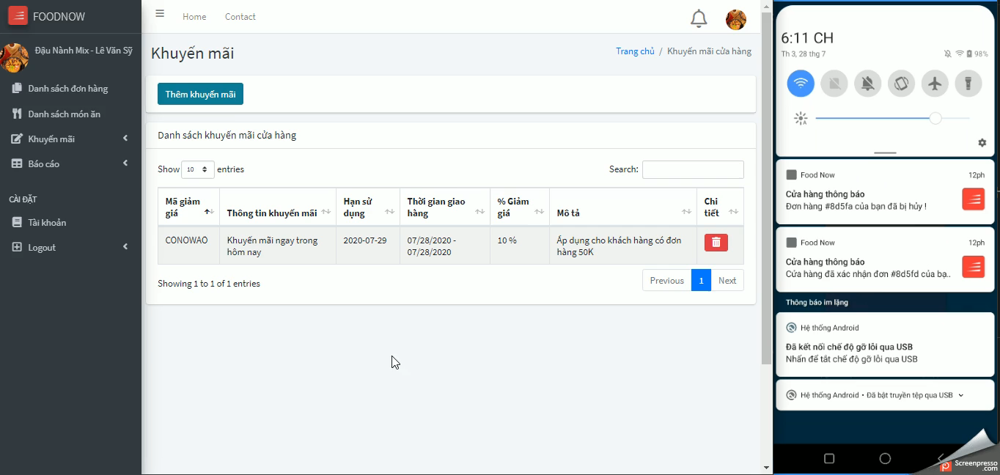 FOODNOW
Đậu Nành Mix - Lê Văn Sỹ
Danh sách đơn hàng
Danh sách món ăn
Khuyến mãi
Báo cáo
CÀI ĐẶT
Tài khoản
Logout
Home
Contact
Khuyến mãi
Trang chủ / Khuyến mãi cửa hàng
Thêm khuyến mãi
Danh sách khuyến mãi cửa hàng
Show 10 entries
Search:
Mã giảm giá
Thông tin khuyến mãi
Hạn sử dụng
Thời gian giao hàng
% Giảm giá
Mô tả
Chi tiết
CONOWAO
Khuyến mãi ngay trong
hôm nay
2020-07-29
07/28/2020 -
07/28/2020
10 %
Áp dụng cho khách hàng có đơn
hàng 50K
Showing 1 to 1 of 1 entries
Previous 1 Next
6:11 CH
Th 3, 28 thg 7
98%
Food Now 12ph
Cửa hàng thông báo
Đơn hàng #8d5fa của bạn đã bị hủy !
Food Now 12ph
Cửa hàng thông báo
Cửa hàng đã xác nhận đơn #8d5fd của bạ..
Thông báo im lặng
Hệ thống Android
Đã kết nối chế độ gỡ lỗi qua USB
Nhấn để tắt chế độ gỡ lỗi qua USB
Hệ thống Android • Đã bật truyền tệp qua USB
Screenpresso
.com